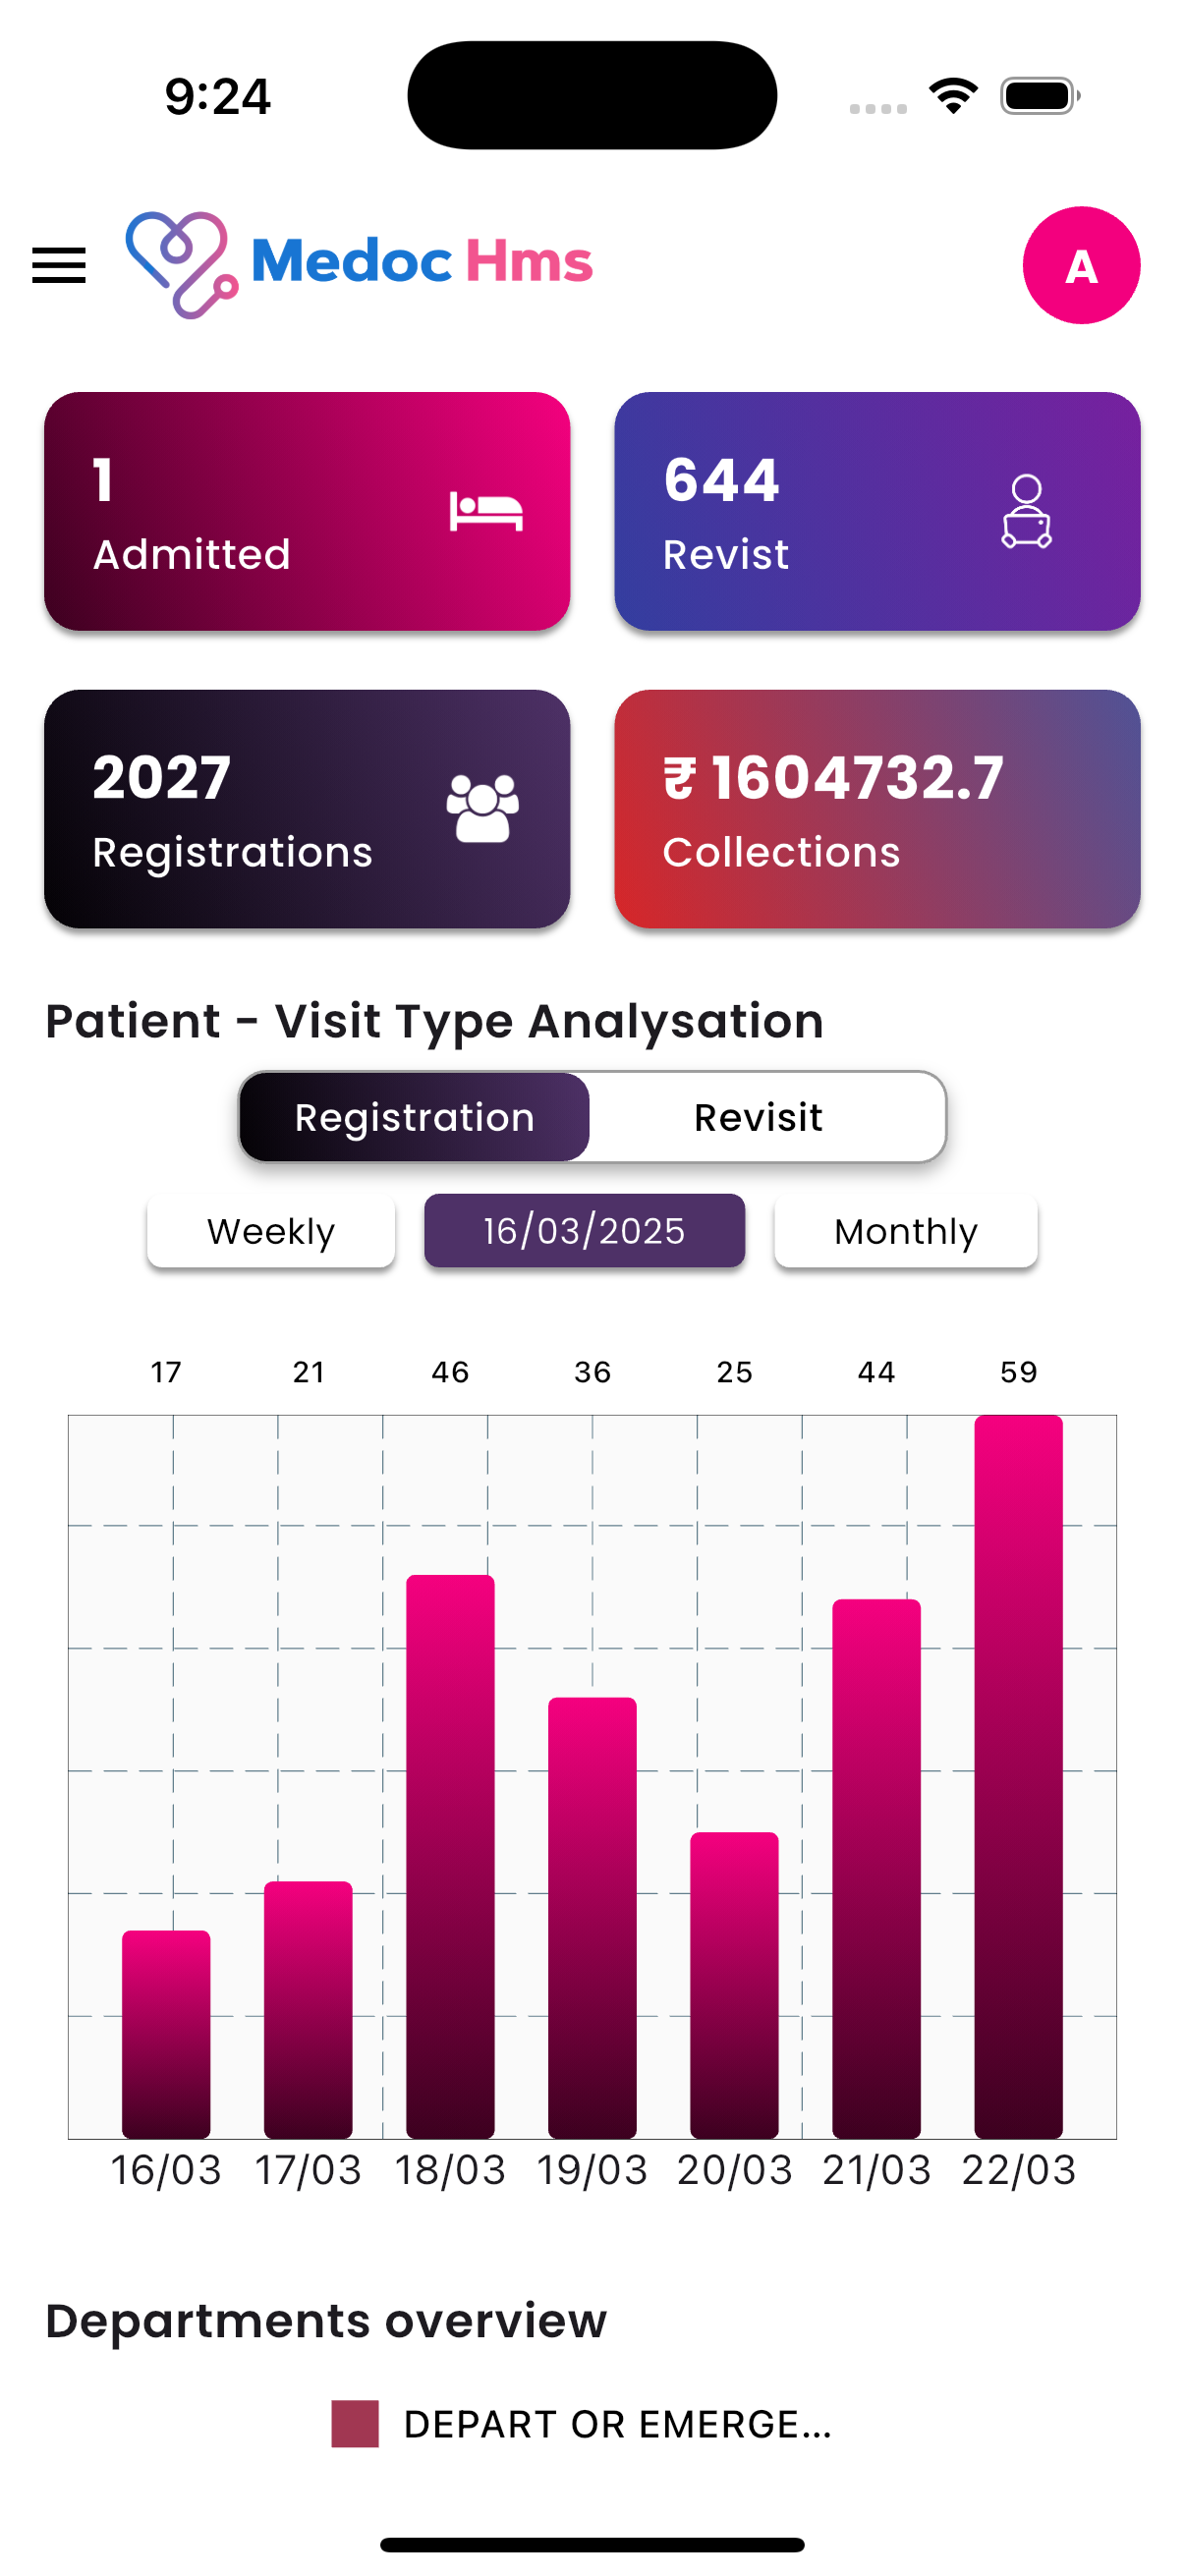 9:24
Medoc Hms
A
1
Admitted
644
Revist
2027
Registrations
₹ 1604732.7
Collections
Patient - Visit Type Analysation
Registration Revisit
Weekly 16/03/2025 Monthly
17 21 46 36 25 44 59
16/03 17/03 18/03 19/03 20/03 21/03 22/03
Departments overview
DEPART OR EMERGE...